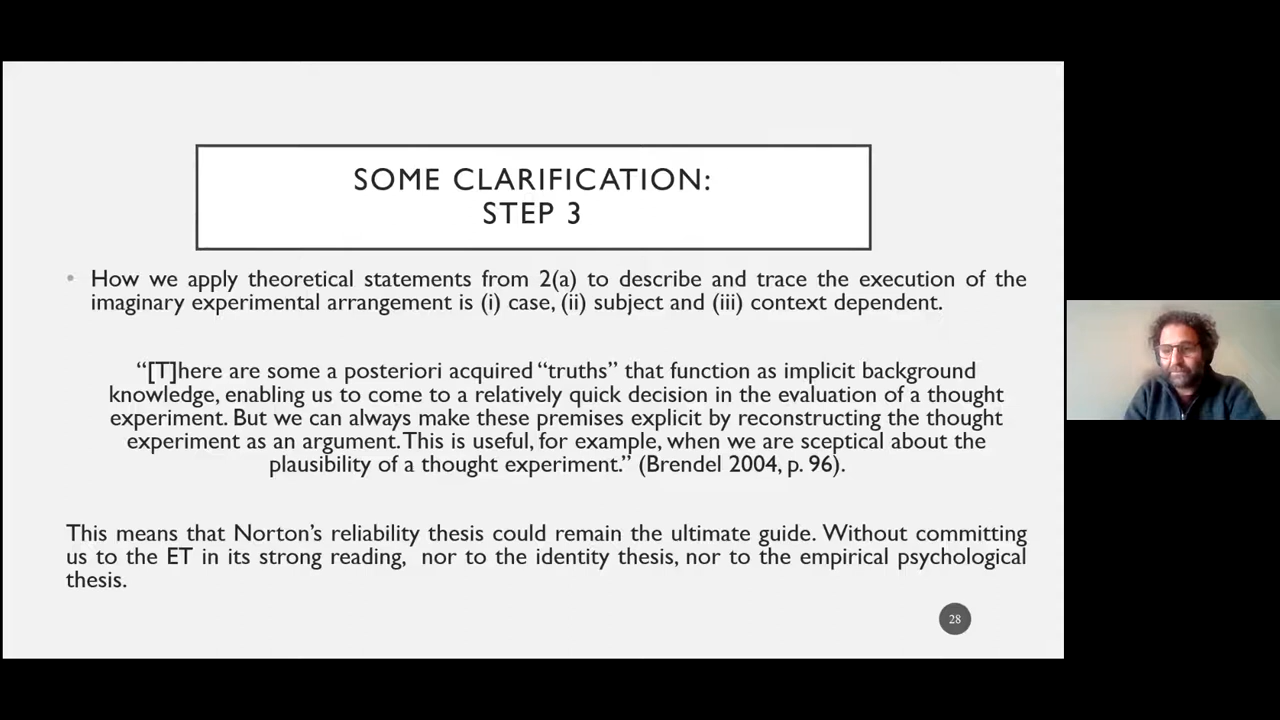 SOME CLARIFICATION:
STEP 3
• How we apply theoretical statements from 2(a) to describe and trace the execution of the
imaginary experimental arrangement is (i) case, (ii) subject and (iii) context dependent.
“[T]here are some a posteriori acquired “truths” that function as implicit background
knowledge, enabling us to come to a relatively quick decision in the evaluation of a thought
experiment. But we can always make these premises explicit by reconstructing the thought
experiment as an argument. This is useful, for example, when we are sceptical about the
plausibility of a thought experiment.” (Brendel 2004, p. 96).
This means that Norton’s reliability thesis could remain the ultimate guide. Without committing
us to the ET in its strong reading, nor to the identity thesis, nor to the empirical psychological
thesis.
28